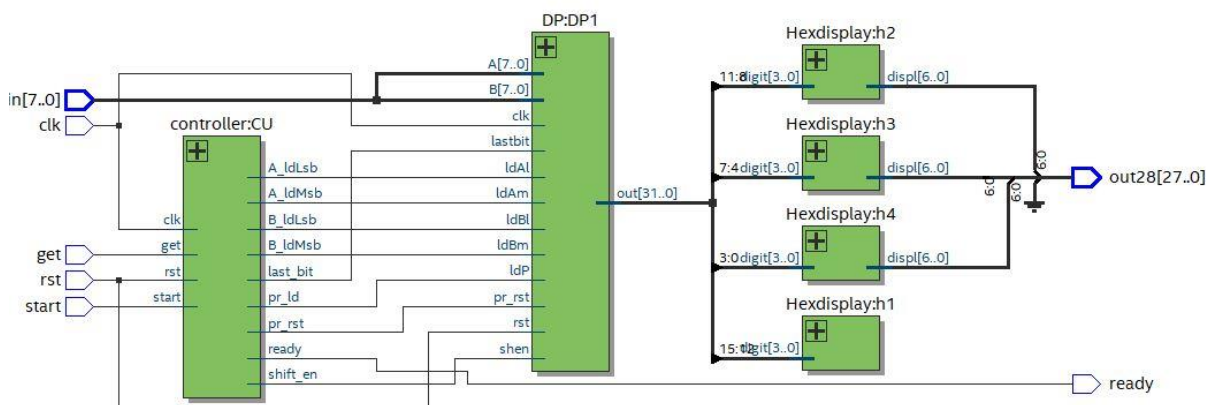 in[7..0]
clk
get
rst
start
controller:CU
clk
get
rst
start
A_ldLsb
A_ldMsb
B_ldLsb
B_ldMsb
last_bit
pr_ld
pr_rst
ready
shift_en
DP:DP1
A[7..0]
B[7..0]
clk
lastbit
ldAl
ldAm
ldBl
ldBm
ldP
pr_rst
rst
shen
out[31..0]
Hexdisplay:h2
11:8 digit[3..0] displ[6..0]
Hexdisplay:h3
7:4 digit[3..0] displ[6..0]
Hexdisplay:h4
3:0 digit[3..0] displ[6..0]
Hexdisplay:h1
15:12 digit[3..0]
6:0
6:0
6:0
out28[27..0]
ready